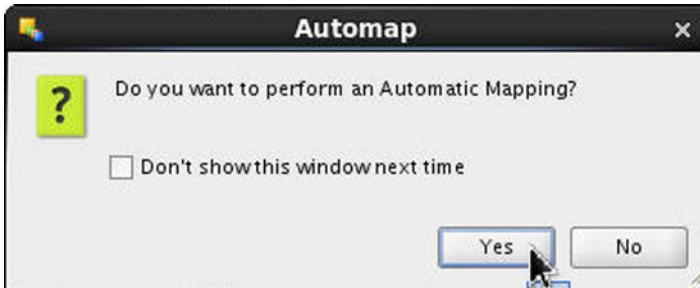 Automap
Do you want to perform an Automatic Mapping?
Don't show this window next time
Yes
No